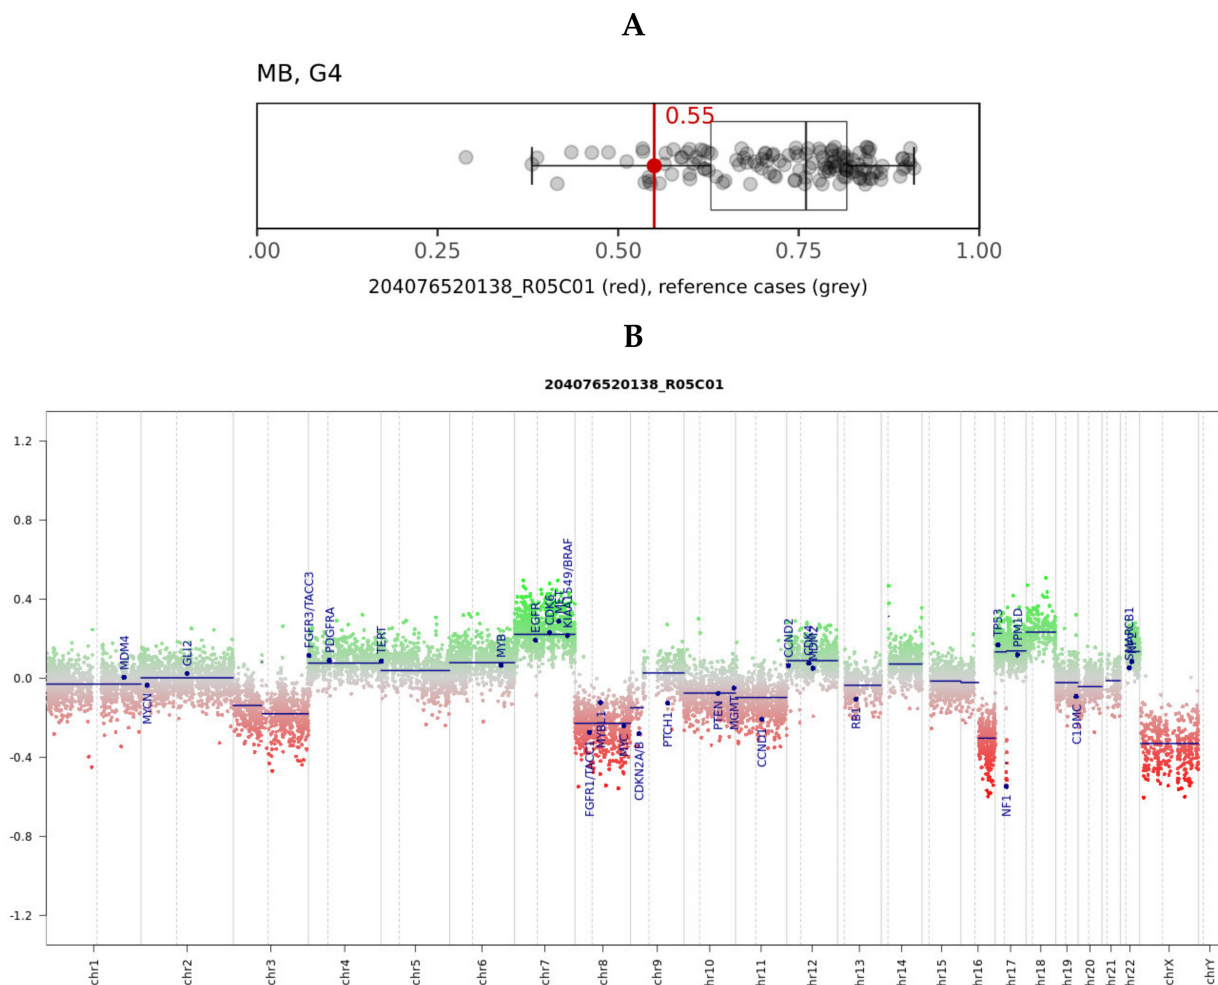 A
MB, G4
0.55
.00 0.25 0.50 0.75 1.00
204076520138_R05C01 (red), reference cases (grey)
B
204076520138_R05C01
1.2
0.8
0.4
0.0
-0.4
-0.8
-1.2
MDM4
MYCN
GLI2
FGFR3/TACC3
PDGFRA
TERT
MYB
EGFR
CDK6
MET
KIAA1549/BRAF
FGFR1/TACC1
MYBL1
MYC
CDKN2A/B
PTCH1
PTEN
MGMT
CCND1
CCND2
CDK4
MDM2
RB1
TP53
NF1
PPM1D
C19MC
SMARCB1
chr1 chr2 chr3 chr4 chr5 chr6 chr7 chr8 chr9 chr10 chr11 chr12 chr13 chr14 chr15 chr16 chr17 chr18 chr19 chr20 chr21 chr22 chrX chrY